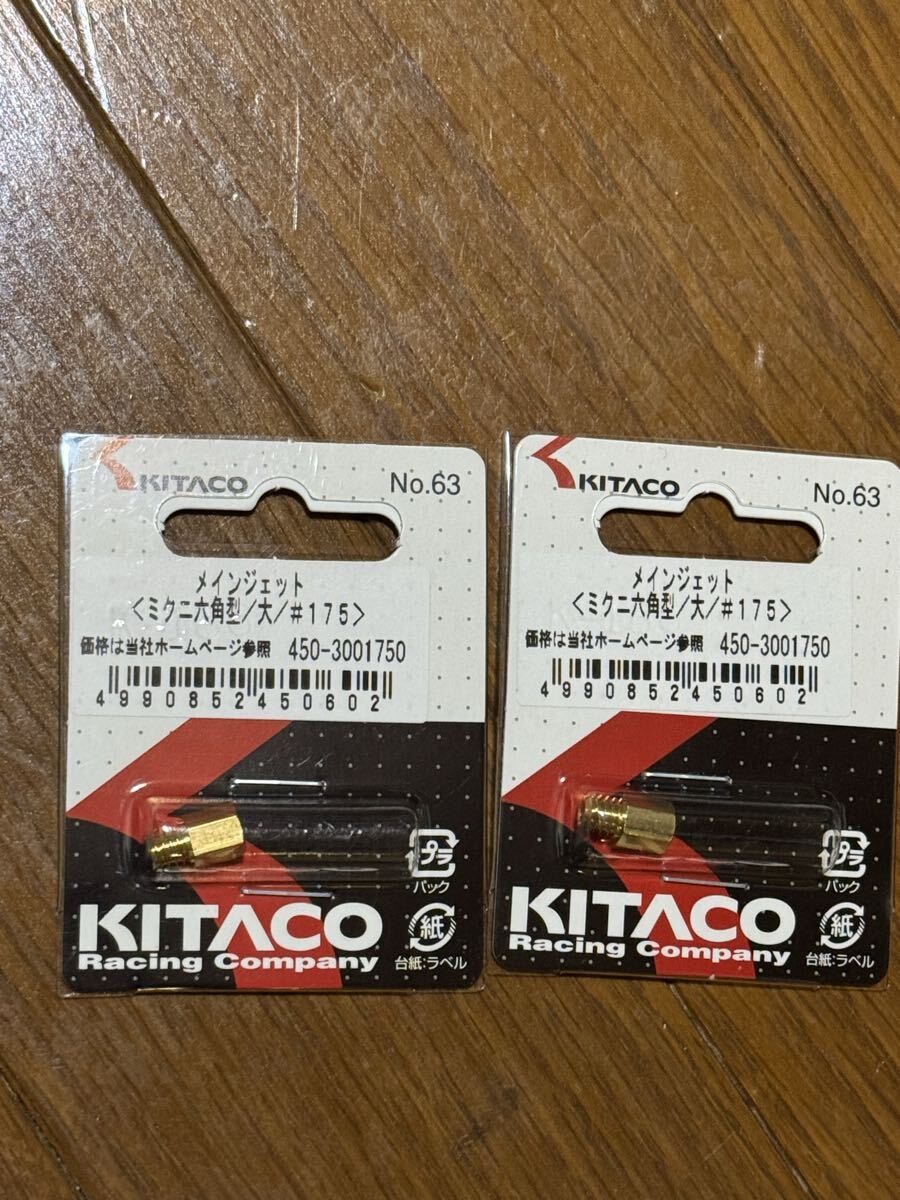 KITACO No.63
メインジェット
<ミクニ六角型/大/#175>
価格は当社ホームページ参照 450-3001750
4990852450602
プラ
パック
KITACO
Racing Company
紙
台紙:ラベル
KITACO No.63
メインジェット
<ミクニ六角型/大/#175>
価格は当社ホームページ参照 450-3001750
4990852450602
プラ
パック
KITACO
Racing Company
紙
台紙:ラベル